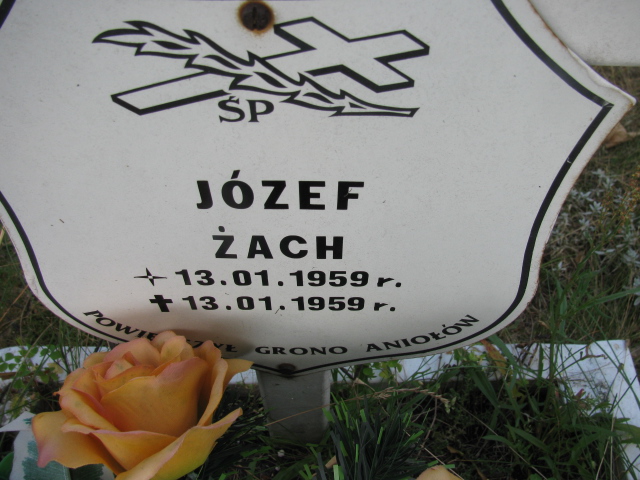 ŚP
JÓZEF
ŻACH
13.01.1959 r.
13.01.1959 r.
GRONO ANIOŁÓW